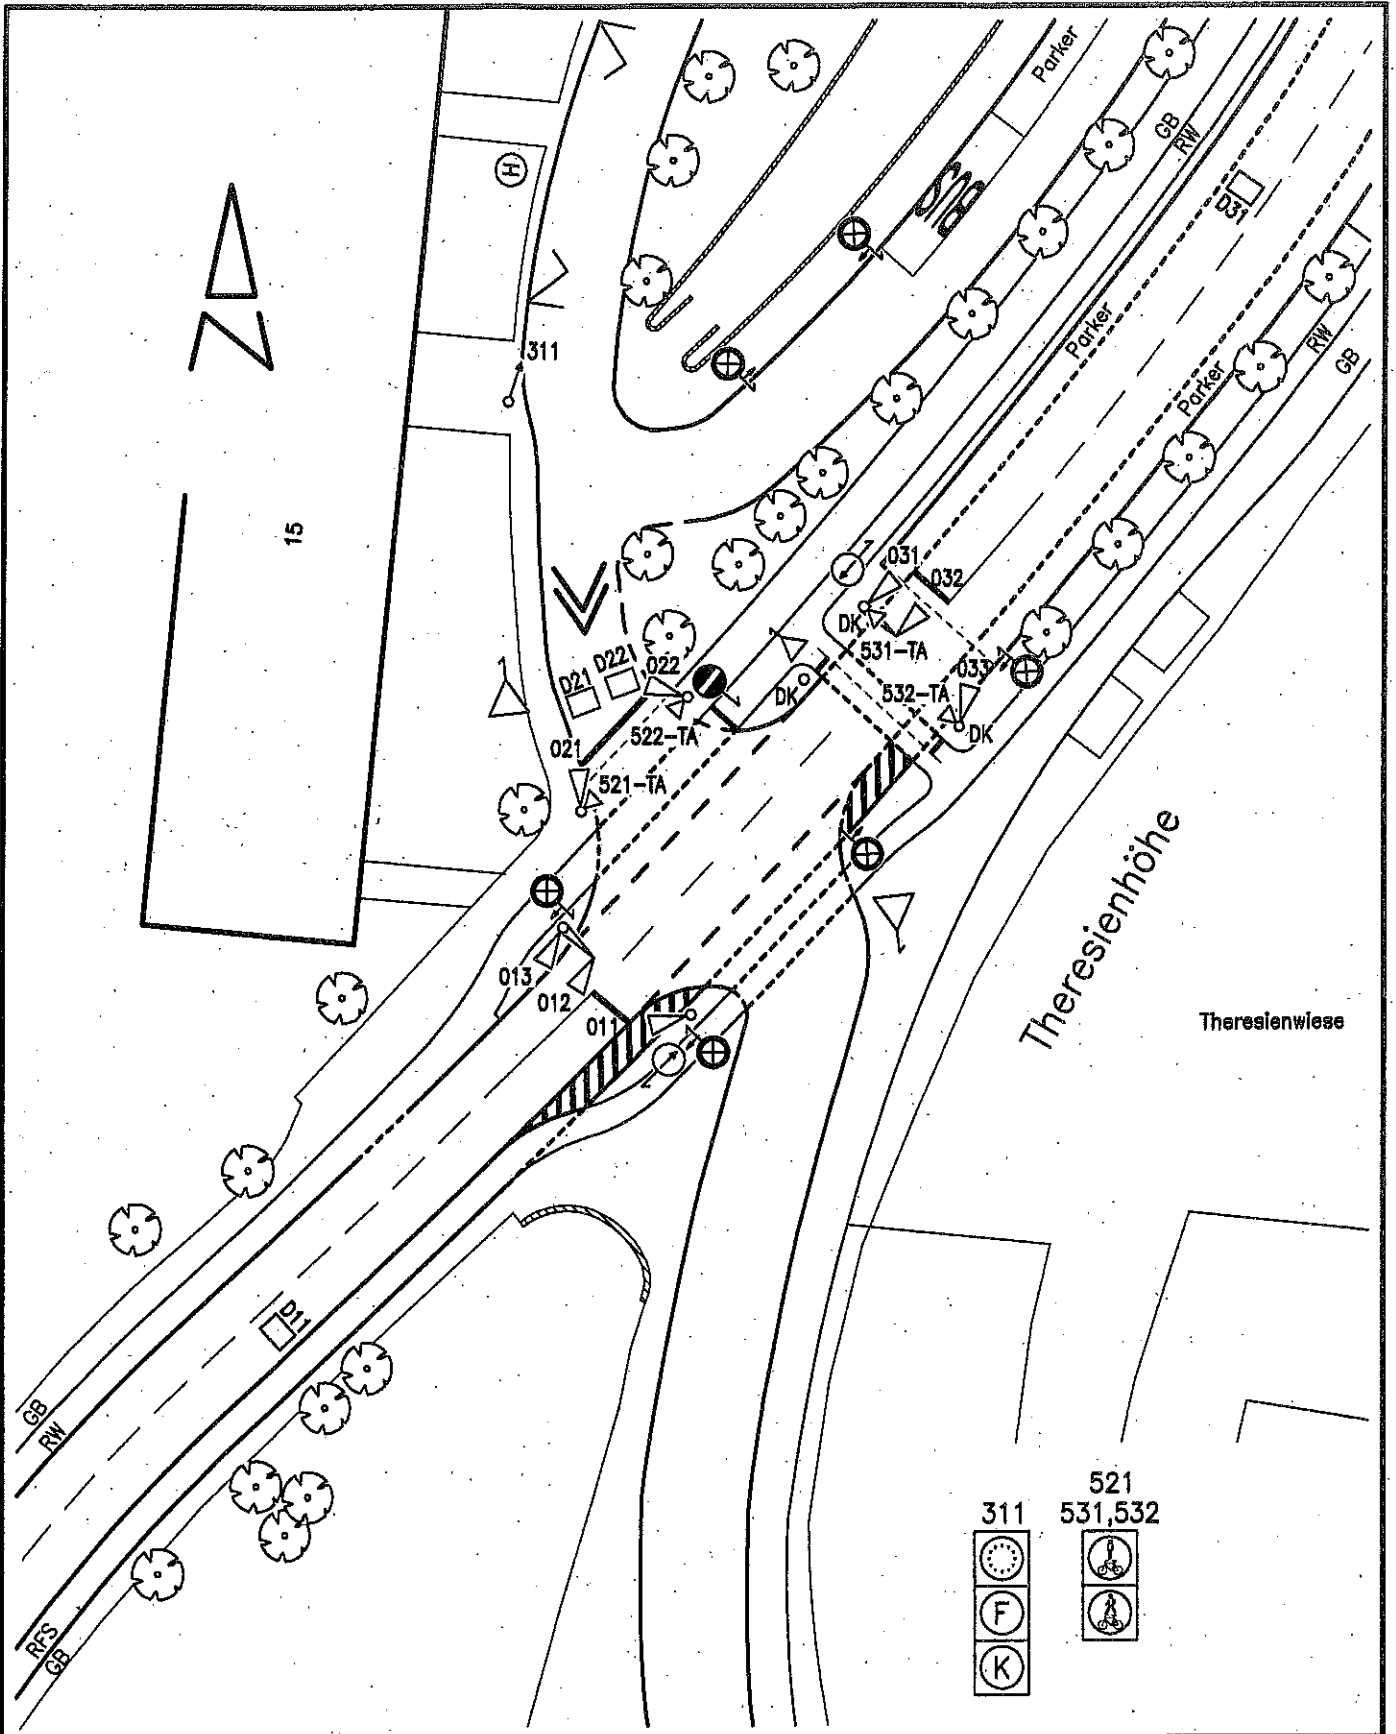 Parker
GB
RW
H
BUS
D31
N
311
Parker
RW
GB
Parker
15
031
032
DK
531-TA
D22
022
D21
033
DK
532-TA
DK
021
522-TA
521-TA
Theresienhöhe
013
012
011
Theresienwiese
D11
GB
RW
521
311
531,532
F
K
RFS
GB